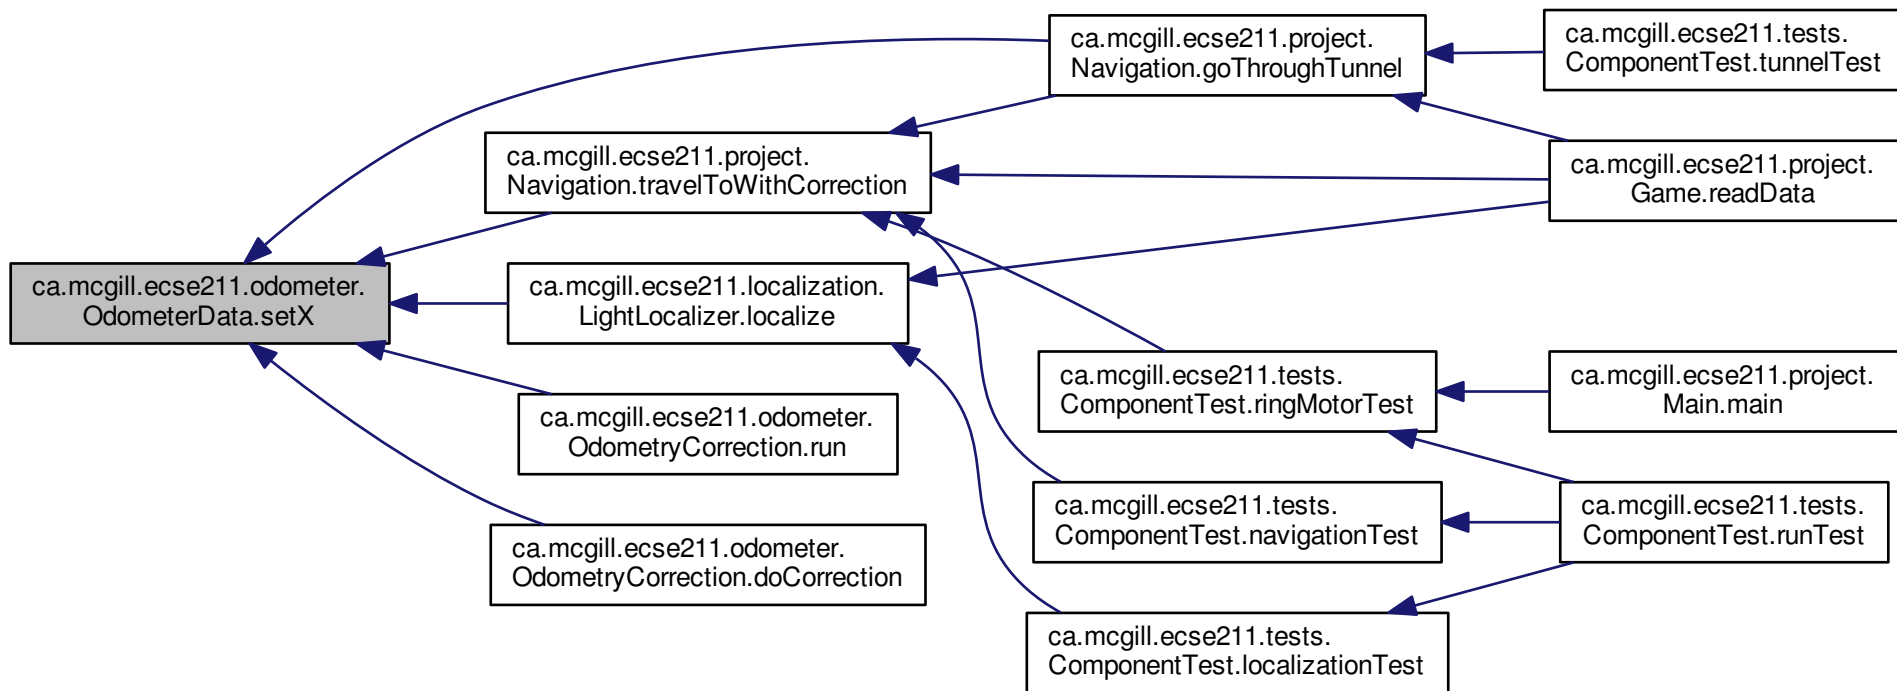 ca.mcgill.ecse211.odometer.
OdometerData.setX
ca.mcgill.ecse211.project.
Navigation.goThroughTunnel
ca.mcgill.ecse211.project.
Navigation.travelToWithCorrection
ca.mcgill.ecse211.localization.
LightLocalizer.localize
ca.mcgill.ecse211.odometer.
OdometryCorrection.run
ca.mcgill.ecse211.odometer.
OdometryCorrection.doCorrection
ca.mcgill.ecse211.tests.
ComponentTest.tunnelTest
ca.mcgill.ecse211.project.
Game.readData
ca.mcgill.ecse211.tests.
ComponentTest.ringMotorTest
ca.mcgill.ecse211.project.
Main.main
ca.mcgill.ecse211.tests.
ComponentTest.navigationTest
ca.mcgill.ecse211.tests.
ComponentTest.runTest
ca.mcgill.ecse211.tests.
ComponentTest.localizationTest